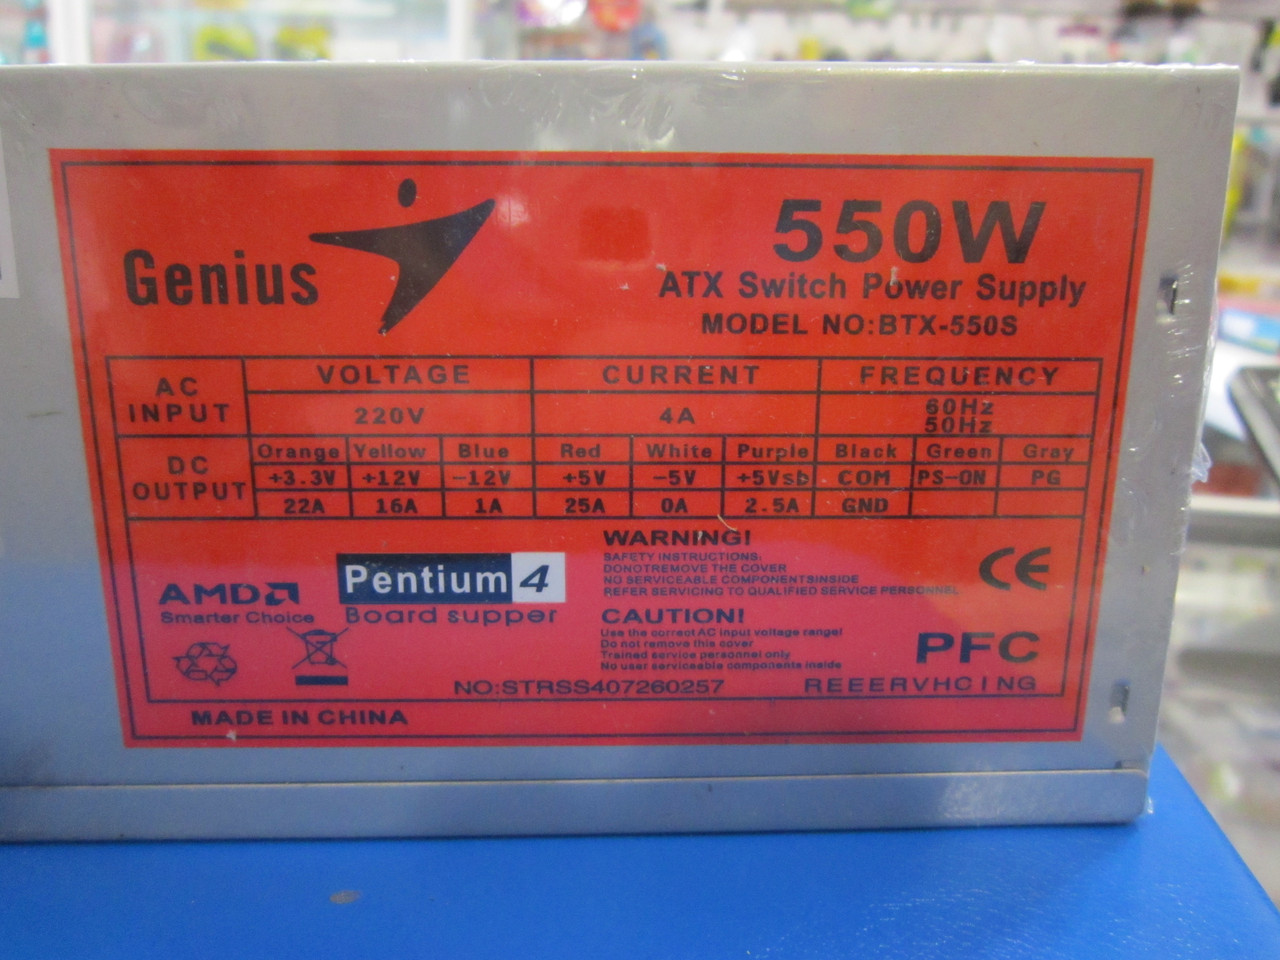 Genius
550W
ATX Switch Power Supply
MODEL NO:BTX-550S
AC INPUT VOLTAGE CURRENT FREQUENCY
220V 4A 60Hz 50Hz
DC OUTPUT Orange Yellow Blue Red White Purple Black Green Gray
+3.3V +12V -12V +5V -5V +5Vsb COM PS-ON PG
22A 16A 1A 25A 0A 2.5A GND
WARNING!
SAFETY INSTRUCTIONS:
DONOTREMOVE THE COVER
NO SERVICEABLE COMPONENTSINSIDE
REFER SERVICING TO QUALIFIED SERVICE PERSONNEL
CE
AMD
Smarter Choice
Pentium 4
Board supper
CAUTION!
Use the correct AC input voltage range!
Do not remove this cover
Trained service personnel only
No user serviceable components inside
PFC
NO:STRSS407260257
REEERVHCING
MADE IN CHINA